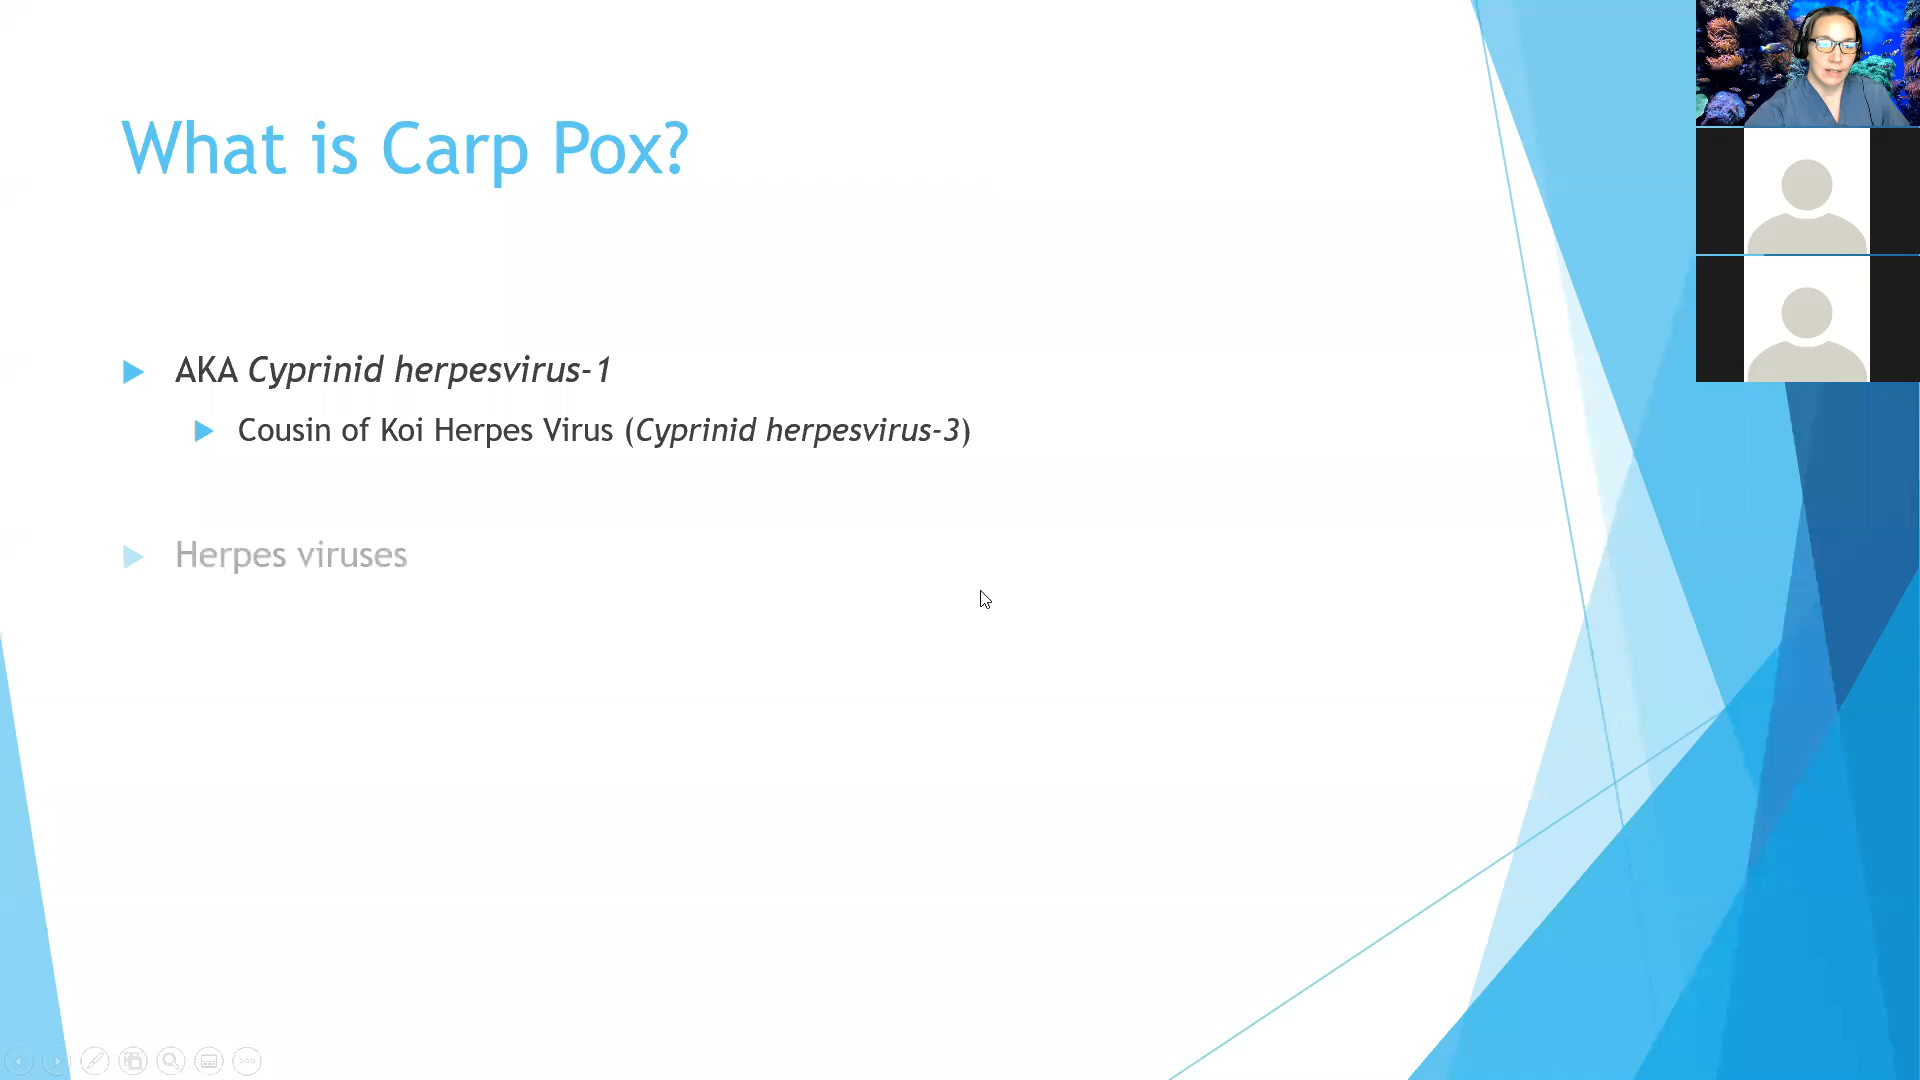 What is Carp Pox?
AKA Cyprinid herpesvirus-1
Cousin of Koi Herpes Virus (Cyprinid herpesvirus-3)
Herpes viruses